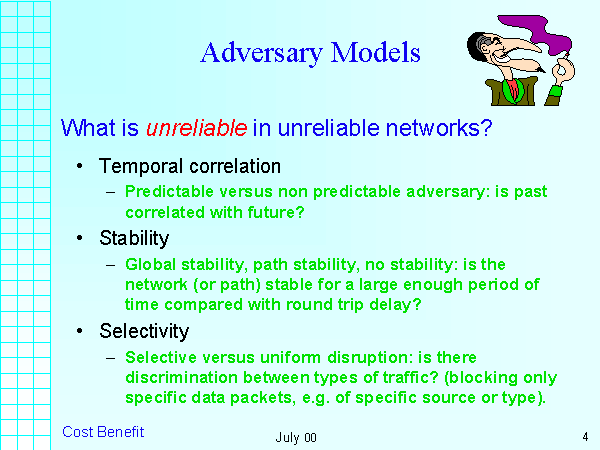 Adversary Models
What is unreliable in unreliable networks?
• Temporal correlation
– Predictable versus non predictable adversary: is past
correlated with future?
• Stability
– Global stability, path stability, no stability: is the
network (or path) stable for a large enough period of
time compared with round trip delay?
• Selectivity
– Selective versus uniform disruption: is there
discrimination between types of traffic? (blocking only
specific data packets, e.g. of specific source or type).
Cost Benefit
July 00
4